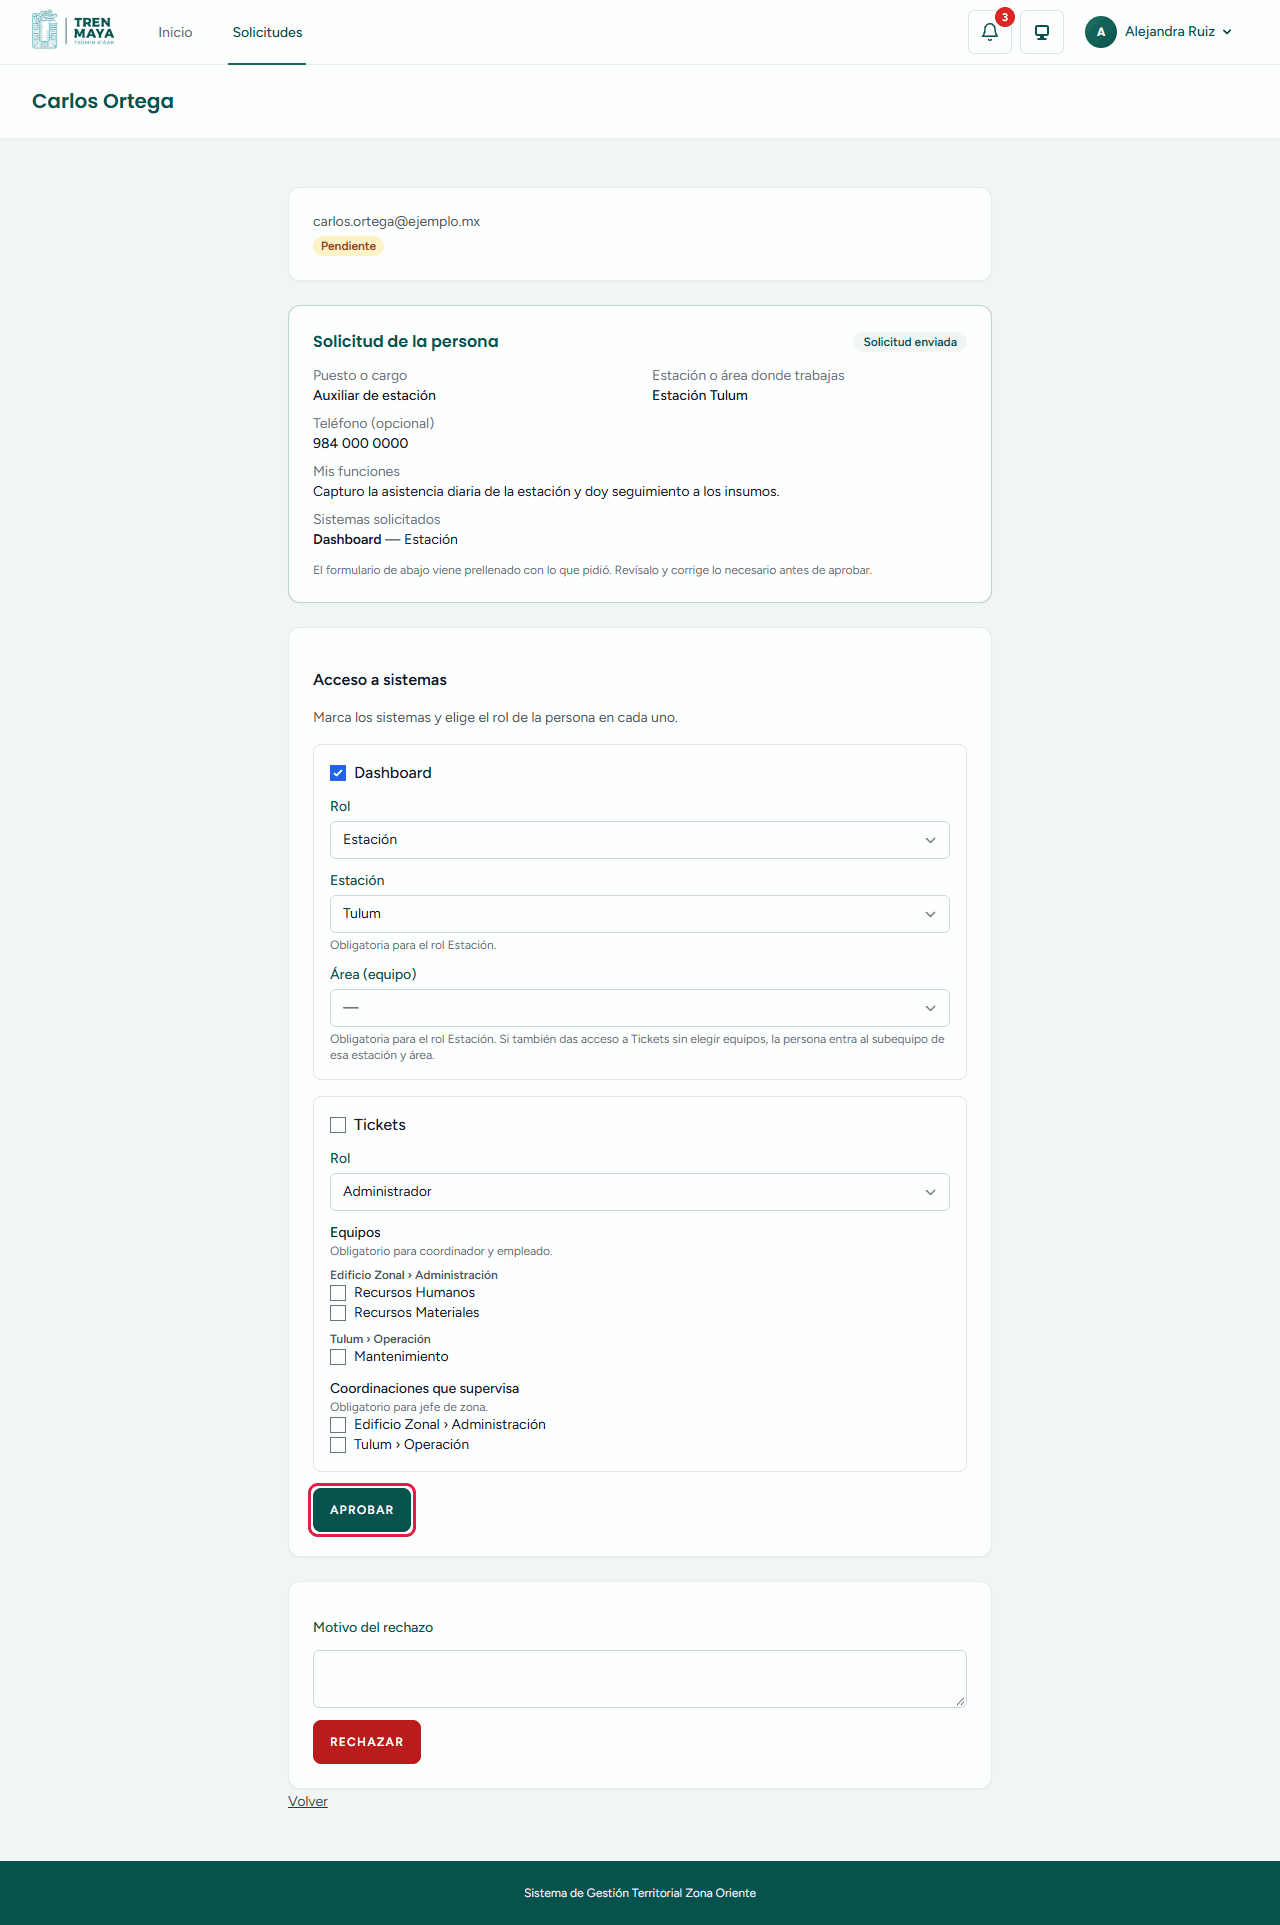 TREN
MAYA
TSÍIMIN K'ÁAK
Inicio
Solicitudes
3
A
Alejandra Ruiz
Carlos Ortega
carlos.ortega@ejemplo.mx
Pendiente
Solicitud de la persona
Solicitud enviada
Puesto o cargo
Estación o área donde trabajas
Auxiliar de estación
Estación Tulum
Teléfono (opcional)
984 000 0000
Mis funciones
Capturo la asistencia diaria de la estación y doy seguimiento a los insumos.
Sistemas solicitados
Dashboard — Estación
El formulario de abajo viene prellenado con lo que pidió. Revísalo y corrige lo necesario antes de aprobar.
Acceso a sistemas
Marca los sistemas y elige el rol de la persona en cada uno.
Dashboard
Rol
Estación
Estación
Tulum
Obligatoria para el rol Estación.
Área (equipo)
—
Obligatoria para el rol Estación. Si también das acceso a Tickets sin elegir equipos, la persona entra al subequipo de
esa estación y área.
Tickets
Rol
Administrador
Equipos
Obligatorio para coordinador y empleado.
Edificio Zonal › Administración
Recursos Humanos
Recursos Materiales
Tulum › Operación
Mantenimiento
Coordinaciones que supervisa
Obligatorio para jefe de zona.
Edificio Zonal › Administración
Tulum › Operación
APROBAR
Motivo del rechazo
RECHAZAR
Volver
Sistema de Gestión Territorial Zona Oriente